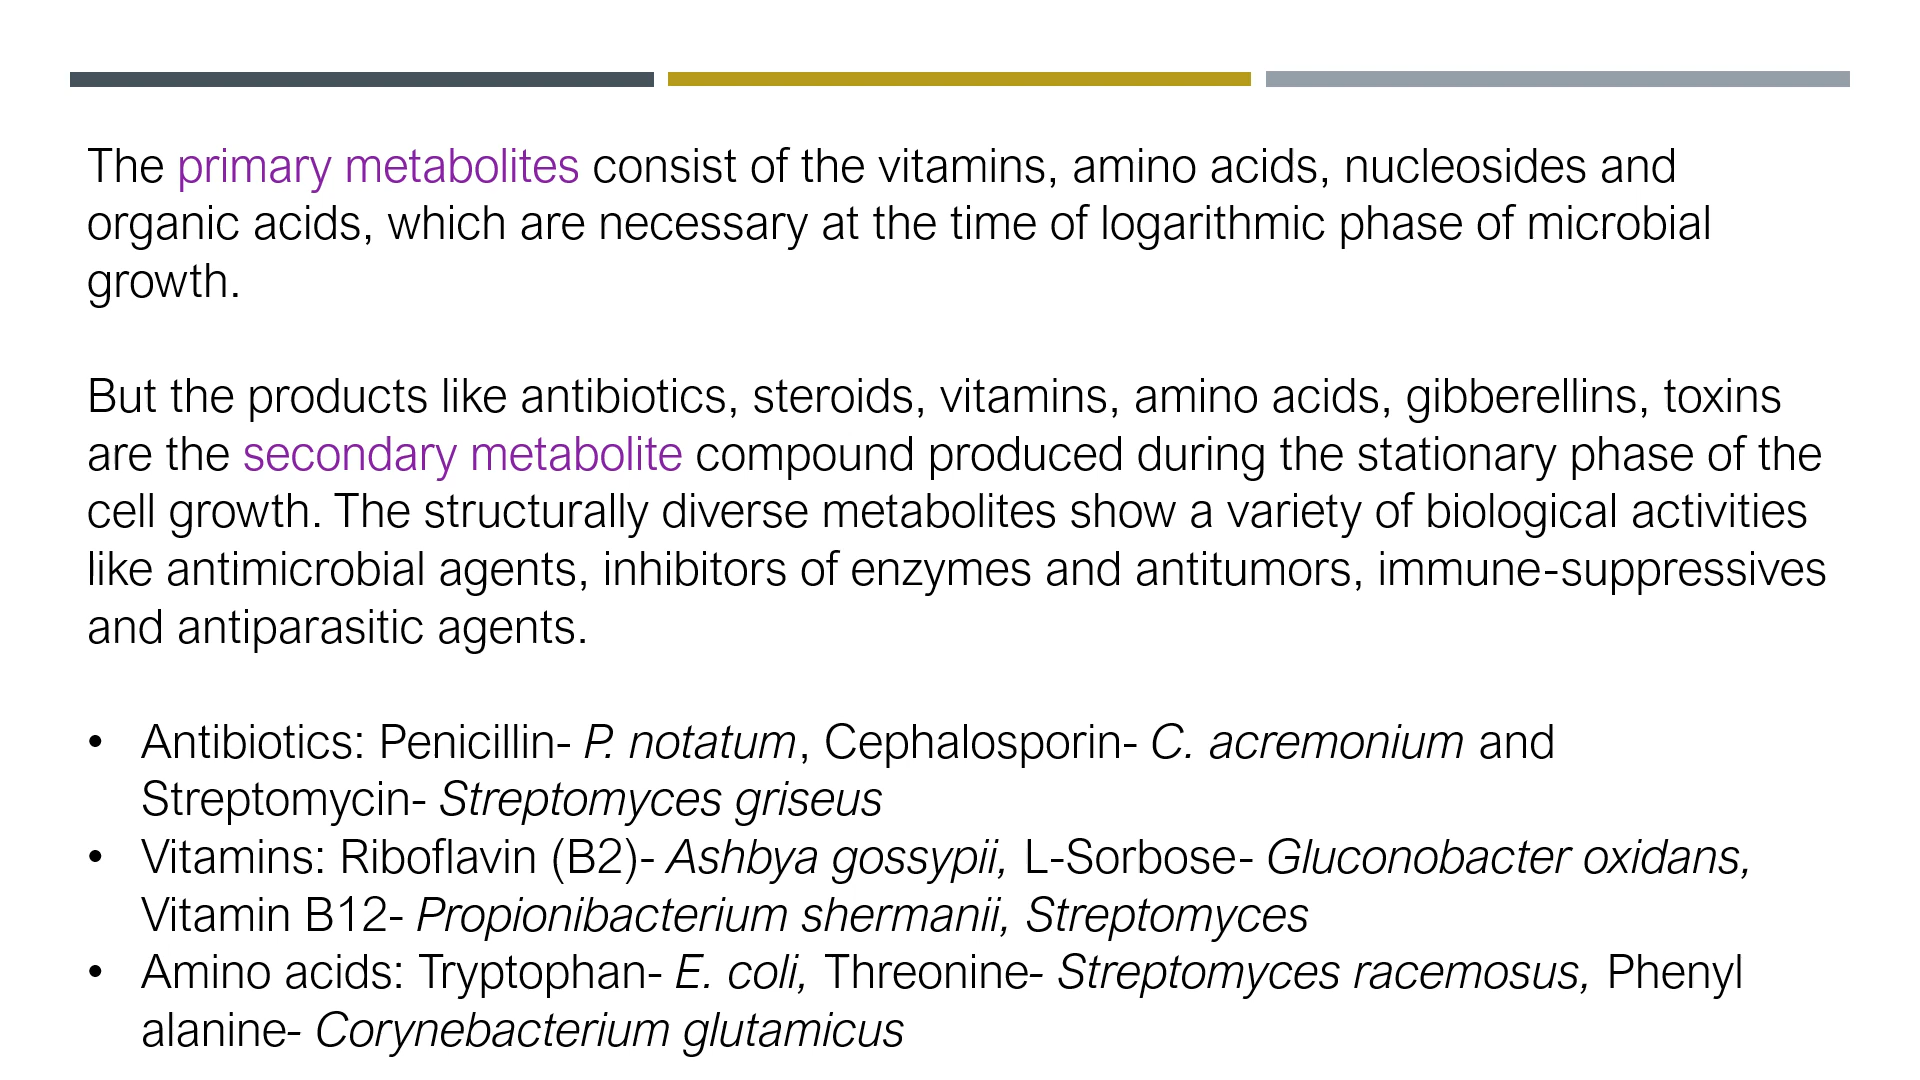 The primary metabolites consist of the vitamins, amino acids, nucleosides and
organic acids, which are necessary at the time of logarithmic phase of microbial
growth.
But the products like antibiotics, steroids, vitamins, amino acids, gibberellins, toxins
are the secondary metabolite compound produced during the stationary phase of the
cell growth. The structurally diverse metabolites show a variety of biological activities
like antimicrobial agents, inhibitors of enzymes and antitumors, immune-suppressives
and antiparasitic agents.
• Antibiotics: Penicillin- P. notatum, Cephalosporin- C. acremonium and
Streptomycin- Streptomyces griseus
• Vitamins: Riboflavin (B2)- Ashbya gossypii, L-Sorbose- Gluconobacter oxidans,
Vitamin B12- Propionibacterium shermanii, Streptomyces
• Amino acids: Tryptophan- E. coli, Threonine- Streptomyces racemosus, Phenyl
alanine- Corynebacterium glutamicus